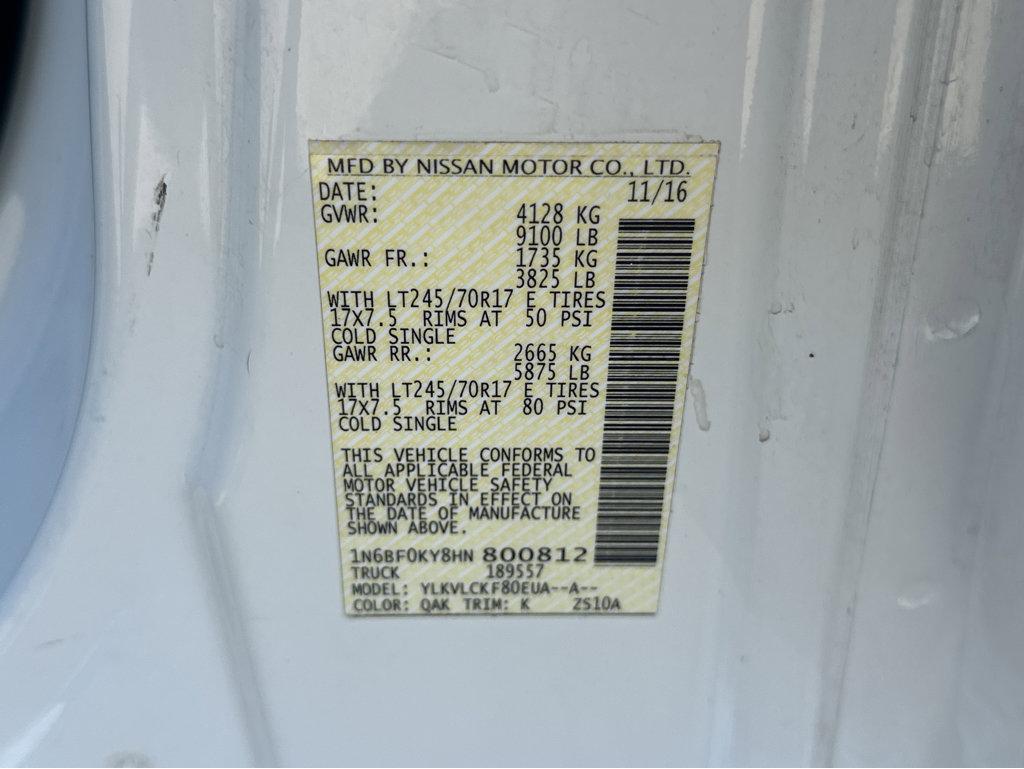 MFD BY NISSAN MOTOR CO., LTD.
DATE: 11/16
GVWR: 4128 KG
9100 LB
GAWR FR.: 1735 KG
3825 LB
WITH LT245/70R17 E TIRES
17X7.5 RIMS AT 50 PSI
COLD SINGLE
GAWR RR.: 2665 KG
5875 LB
WITH LT245/70R17 E TIRES
17X7.5 RIMS AT 80 PSI
COLD SINGLE
THIS VEHICLE CONFORMS TO
ALL APPLICABLE FEDERAL
MOTOR VEHICLE SAFETY
STANDARDS IN EFFECT ON
THE DATE OF MANUFACTURE
SHOWN ABOVE.
1N6BF0KY8HN 800812
TRUCK 189557
MODEL: YLKVLCKF80EUA--A--
COLOR: QAK TRIM: K ZS10A